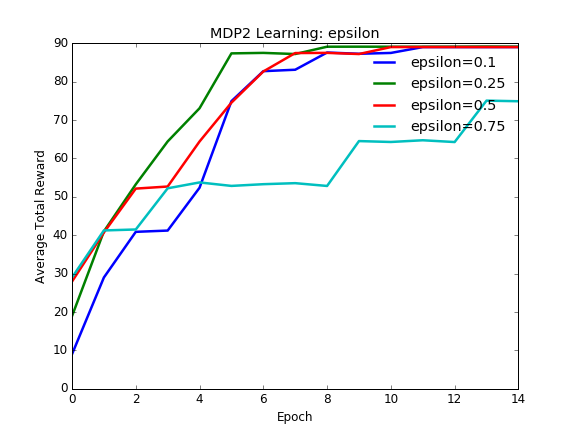 MDP2 Learning: epsilon
90
80
70
60
50
40
30
20
10
0
Average Total Reward
epsilon=0.1
epsilon=0.25
epsilon=0.5
epsilon=0.75
0 2 4 6 8 10 12 14
Epoch